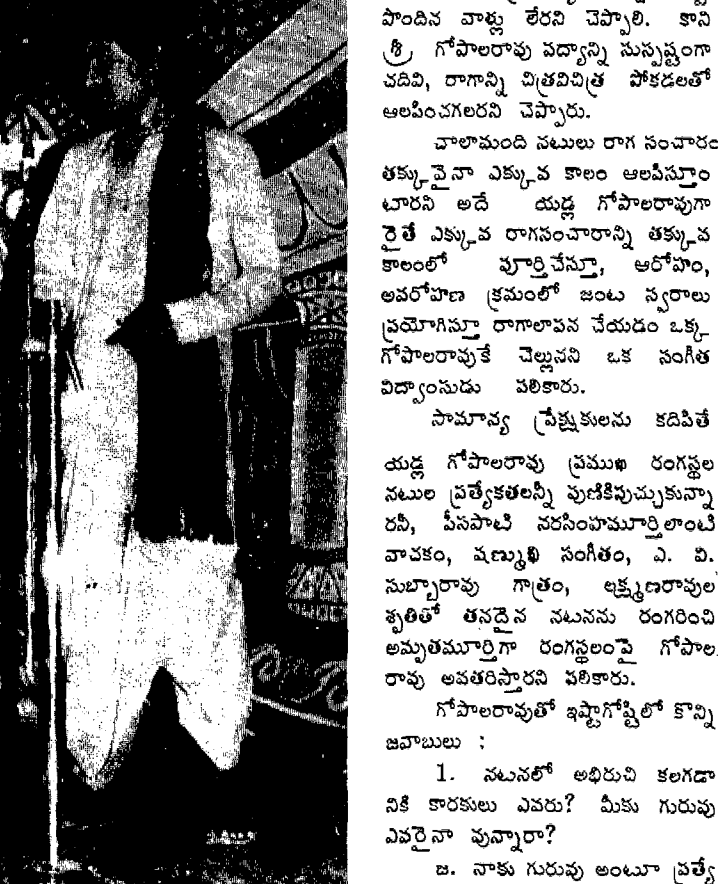 పొందిన వాళ్లు లేరని చెప్పాలి. కాని
శ్రీ గోపాలరావు పద్యాన్ని సుస్పష్టంగా
చదివి, రాగాన్ని చిత్రవిచిత్ర పోకడలతో
ఆలపించగలరని చెప్పారు.
చాలామంది నటులు రాగ సంచారం
తక్కువైనా ఎక్కువ కాలం ఆలపిస్తూం
టారని అదే యడ్ల గోపాలరావుగా
రైతే ఎక్కువ రాగసంచారాన్ని తక్కువ
కాలంలో పూర్తిచేస్తూ, ఆరోహం,
అవరోహణ క్రమంలో జంట స్వరాలు
ప్రయోగిస్తూ రాగాలాపన చేయడం ఒక్క
గోపాలరావుకే చెల్లునని ఒక సంగీత
విద్వాంసుడు పలికారు.
సామాన్య ప్రేక్షకులను కదిపితే
యడ్ల గోపాలరావు ప్రముఖ రంగస్థల
నటుల ప్రత్యేకతలన్నీ పుణికిపుచ్చుకున్నా
రనీ, పీసపాటి నరసింహమూర్తిలాంటి
వాచకం, షణ్ముఖి సంగీతం, ఎ. వి.
సుబ్బారావు గాత్రం, లక్ష్మణరావుల
శృతితో తనదైన నటనను రంగరించి
అమృతమూర్తిగా రంగస్థలంపై గోపాల
రావు అవతరిస్తారని పలికారు.
గోపాలరావుతో ఇష్టాగోష్టిలో కొన్ని
జవాబులు :
1. నటనలో అభిరుచి కలగడా
నికి కారకులు ఎవరు? మీకు గురువు
ఎవరైనా వున్నారా?
జ. నాకు గురువు అంటూ ప్రత్యే